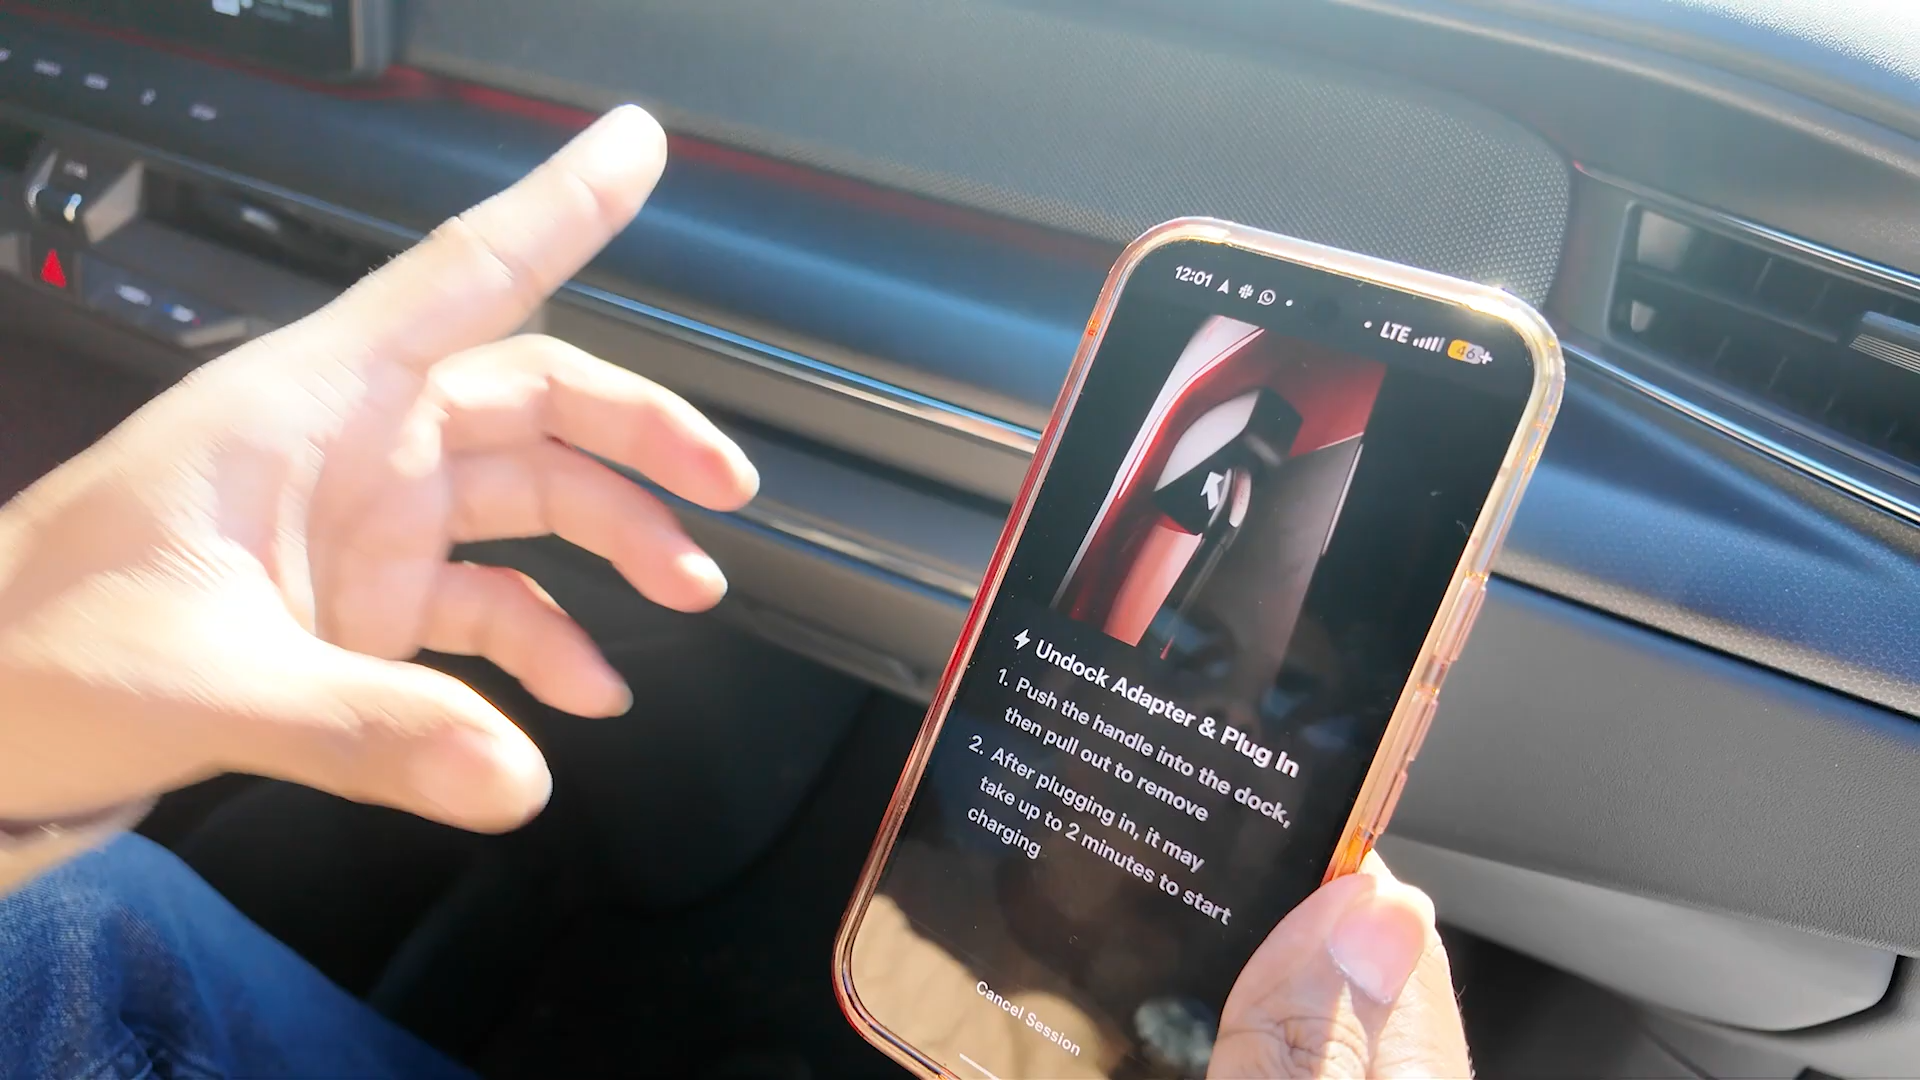 12:01
LTE 46+
Undock Adapter & Plug In
1. Push the handle into the dock,
then pull out to remove
2. After plugging in, it may
take up to 2 minutes to start
charging
Cancel Session